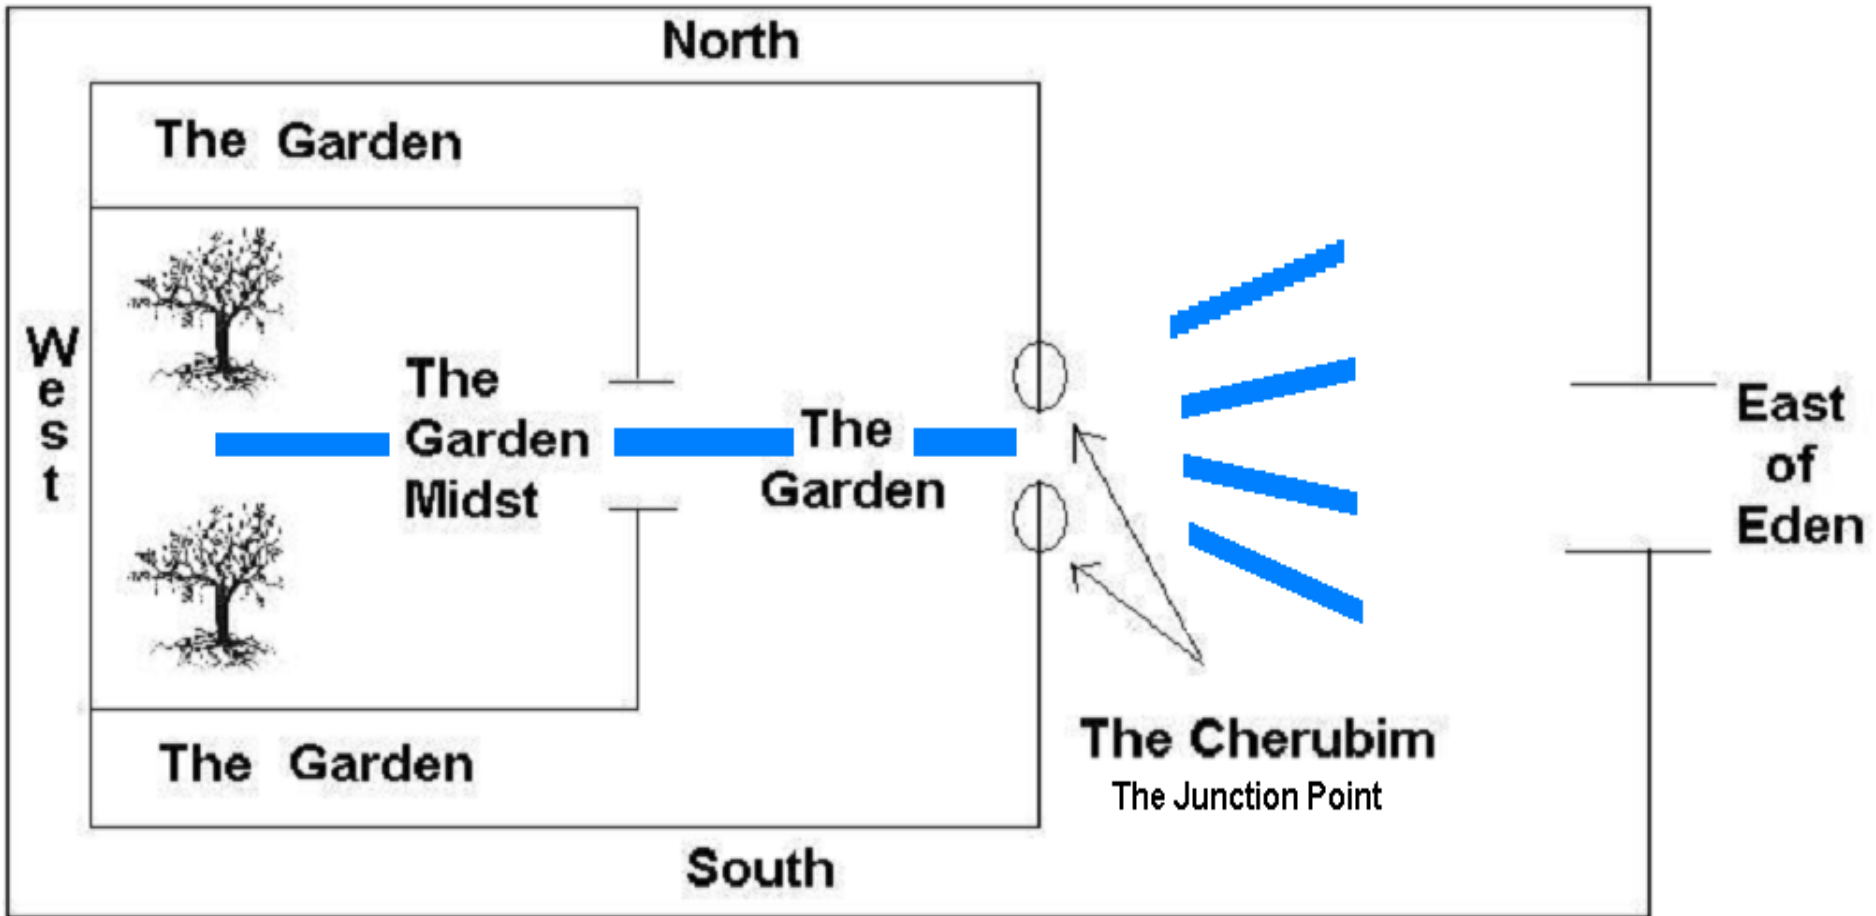 North
The Garden
West
The
Garden
Midst
The
Garden
East
of
Eden
The Garden
The Cherubim
The Junction Point
South